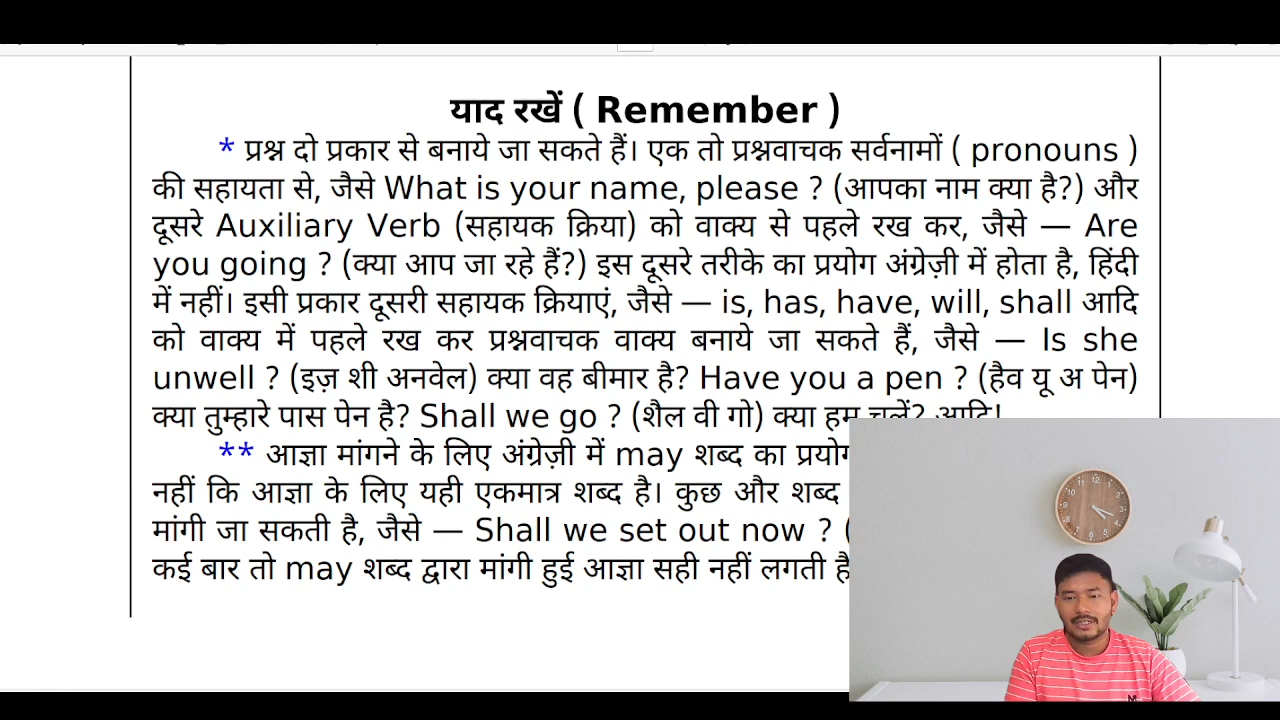 याद रखें ( Remember )
* प्रश्न दो प्रकार से बनाये जा सकते हैं। एक तो प्रश्नवाचक सर्वनामों ( pronouns )
की सहायता से, जैसे What is your name, please ? (आपका नाम क्या है?) और
दूसरे Auxiliary Verb (सहायक क्रिया) को वाक्य से पहले रख कर, जैसे — Are
you going ? (क्या आप जा रहे हैं?) इस दूसरे तरीके का प्रयोग अंग्रेज़ी में होता है, हिंदी
में नहीं। इसी प्रकार दूसरी सहायक क्रियाएं, जैसे — is, has, have, will, shall आदि
को वाक्य में पहले रख कर प्रश्नवाचक वाक्य बनाये जा सकते हैं, जैसे — Is she
unwell ? (इज़ शी अनवेल) क्या वह बीमार है? Have you a pen ? (हैव यू अ पेन)
क्या तुम्हारे पास पेन है? Shall we go ? (शैल वी गो) क्या हम चलें? आदि!
** आज्ञा मांगने के लिए अंग्रेज़ी में may शब्द का प्रयोग
नहीं कि आज्ञा के लिए यही एकमात्र शब्द है। कुछ और शब्द
मांगी जा सकती है, जैसे — Shall we set out now ? (
कई बार तो may शब्द द्वारा मांगी हुई आज्ञा सही नहीं लगती है